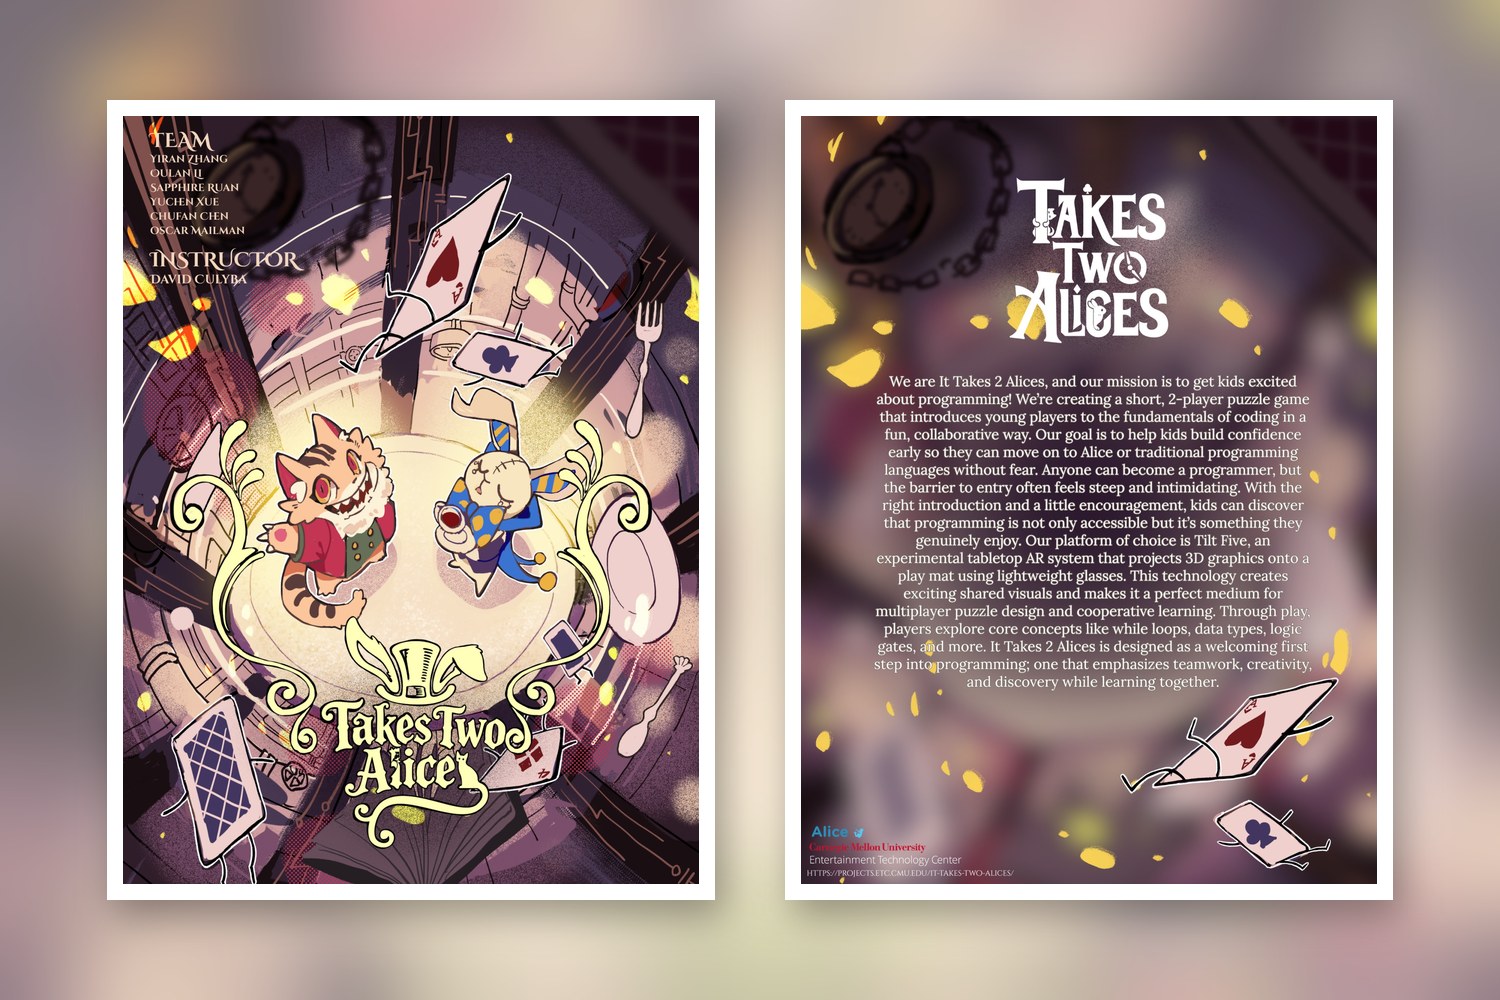 TEAM
YIRAN ZHANG
OULAN LI
SAPPHIRE RUAN
YUCHEN XUE
CHUFAN CHEN
OSCAR MAILMAN
INSTRUCTOR
DAVID CULYBA
A
A
Takes Two
Alice
4
TAKES
TWO
ALICES
We are It Takes 2 Alices, and our mission is to get kids excited
about programming! We're creating a short, 2-player puzzle game
that introduces young players to the fundamentals of coding in a
fun, collaborative way. Our goal is to help kids build confidence
early so they can move on to Alice or traditional programming
languages without fear. Anyone can become a programmer, but
the barrier to entry often feels steep and intimidating. With the
right introduction and a little encouragement, kids can discover
that programming is not only accessible but it's something they
genuinely enjoy. Our platform of choice is Tilt Five, an
experimental tabletop AR system that projects 3D graphics onto a
play mat using lightweight glasses. This technology creates
exciting shared visuals and makes it a perfect medium for
multiplayer puzzle design and cooperative learning. Through play,
players explore core concepts like while loops, data types, logic
gates, and more. It Takes 2 Alices is designed as a welcoming first
step into programming; one that emphasizes teamwork, creativity,
and discovery while learning together.
A
A
Alice
Carnegie Mellon University
Entertainment Technology Center
HTTPS://PROJECTS.ETC.CMU.EDU/IT-TAKES-TWO-ALICES/